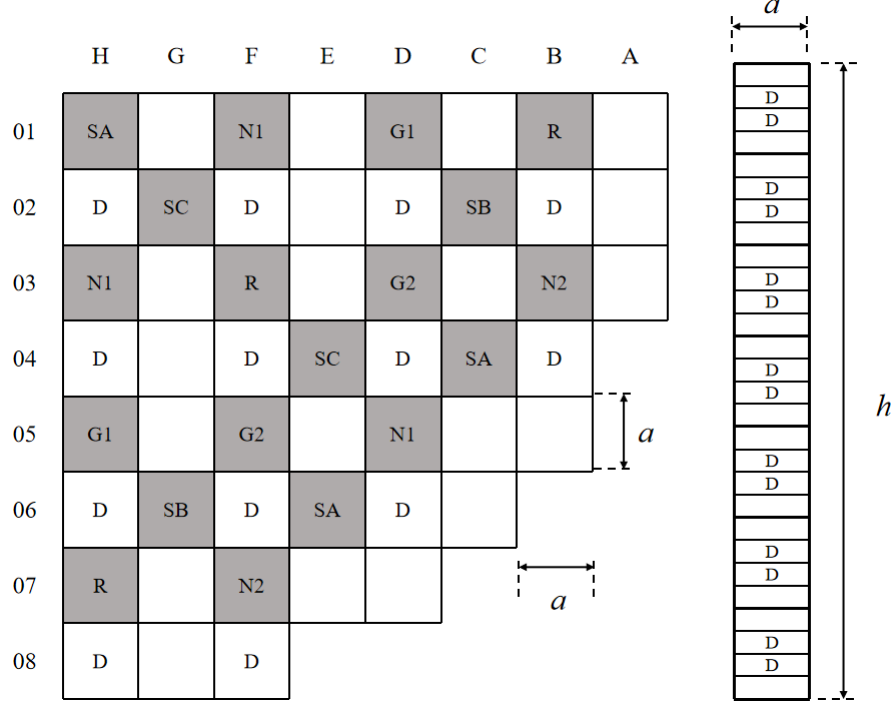 d
H G F E D C B A
01 SA N1 G1 R
02 D SC D D SB D
03 N1 R G2 N2
04 D D SC D SA D
05 G1 G2 N1
06 D SB D SA D
07 R N2
08 D D
a
a
D
D
D
D
D
D
D
D
D
D
D
D
D
D
h